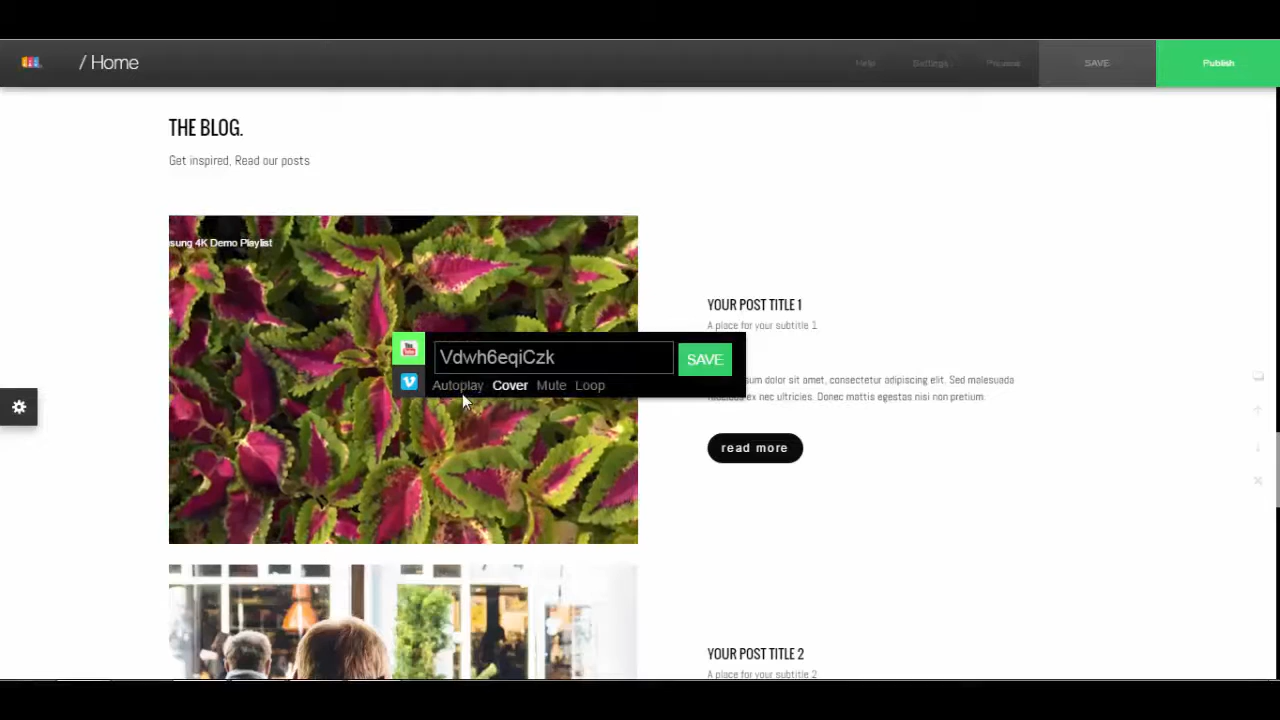 / Home
Help Settings Preview SAVE Publish
THE BLOG.
Get inspired, Read our posts
sung 4K Demo Playlist
YOUR POST TITLE 1
A place for your subtitle 1
Vdwh6eqiCzk SAVE
Autoplay Cover Mute Loop
sum dolor sit amet, consectetur adipiscing elit. Sed malesuada
ex nec ultricies. Donec mattis egestas nisi non pretium.
read more
YOUR POST TITLE 2
A place for your subtitle 2